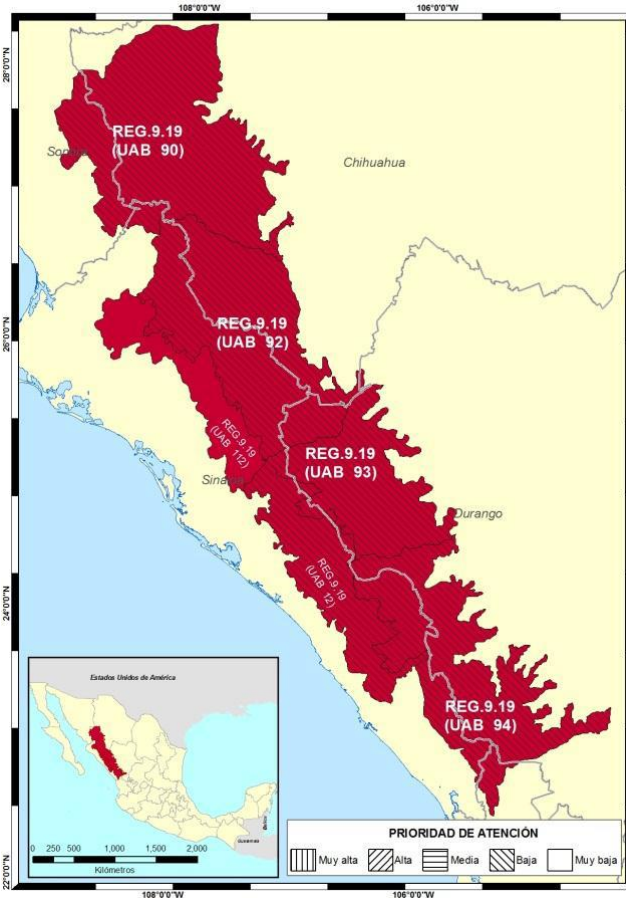 108°0'0"W
106°0'0"W
28°0'0"N
REG.9.19
(UAB 90)
Chihuahua
26°0'0"N
REG.9.19
(UAB 92)
REG.9.19
(UAB 112)
REG.9.19
(UAB 93)
Durango
24°0'0"N
REG.9.19
(UAB 12)
REG.9.19
(UAB 94)
Estados Unidos de América
0 250 500 1,000 1,500 2,000
Kilómetros
PRIORIDAD DE ATENCIÓN
Muy alta Alta Media Baja Muy baja
22°0'0"N
108°0'0"W
106°0'0"W